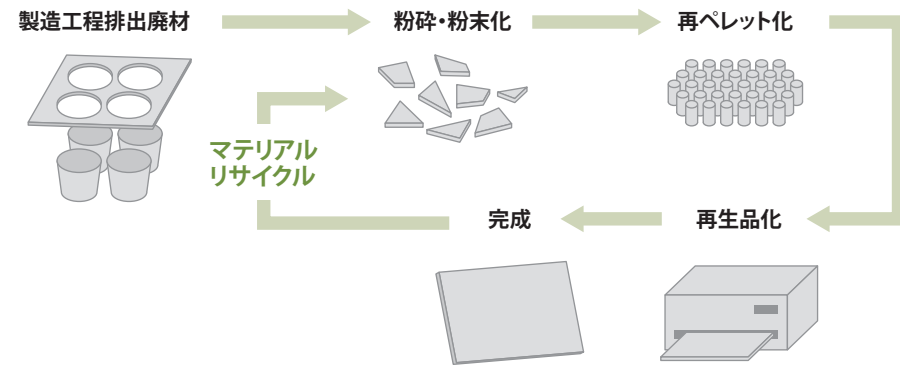 製造工程排出廃材
粉砕・粉末化
再ペレット化
マテリアル
リサイクル
完成
再生品化